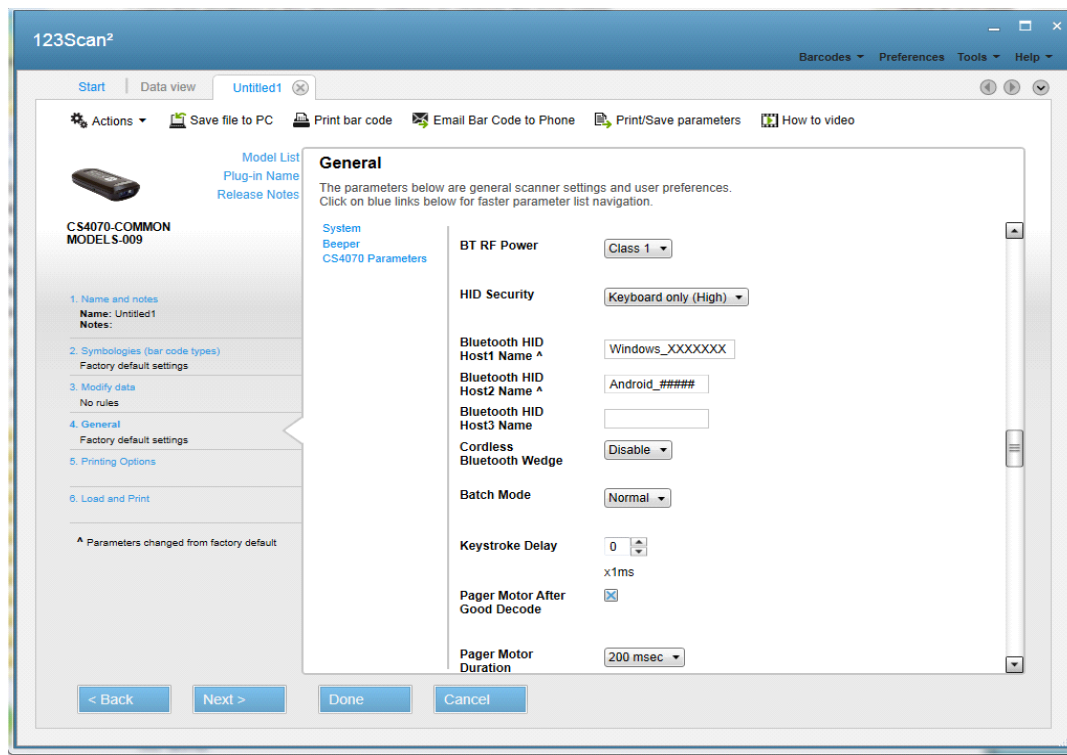 123Scan²
Barcodes Preferences Tools Help
Start Data view Untitled1
Actions Save file to PC Print bar code Email Bar Code to Phone Print/Save parameters How to video
Model List
Plug-in Name
Release Notes
CS4070-COMMON
MODELS-009
1. Name and notes
Name: Untitled1
Notes:
2. Symbologies (bar code types)
Factory default settings
3. Modify data
No rules
4. General
Factory default settings
5. Printing Options
6. Load and Print
^ Parameters changed from factory default
General
The parameters below are general scanner settings and user preferences.
Click on blue links below for faster parameter list navigation.
System
Beeper
CS4070 Parameters
BT RF Power Class 1
HID Security Keyboard only (High)
Bluetooth HID
Host1 Name ^ Windows_XXXXXXX
Bluetooth HID
Host2 Name ^ Android_#####
Bluetooth HID
Host3 Name
Cordless
Bluetooth Wedge Disable
Batch Mode Normal
Keystroke Delay 0
x1ms
Pager Motor After
Good Decode
Pager Motor
Duration 200 msec
< Back Next > Done Cancel